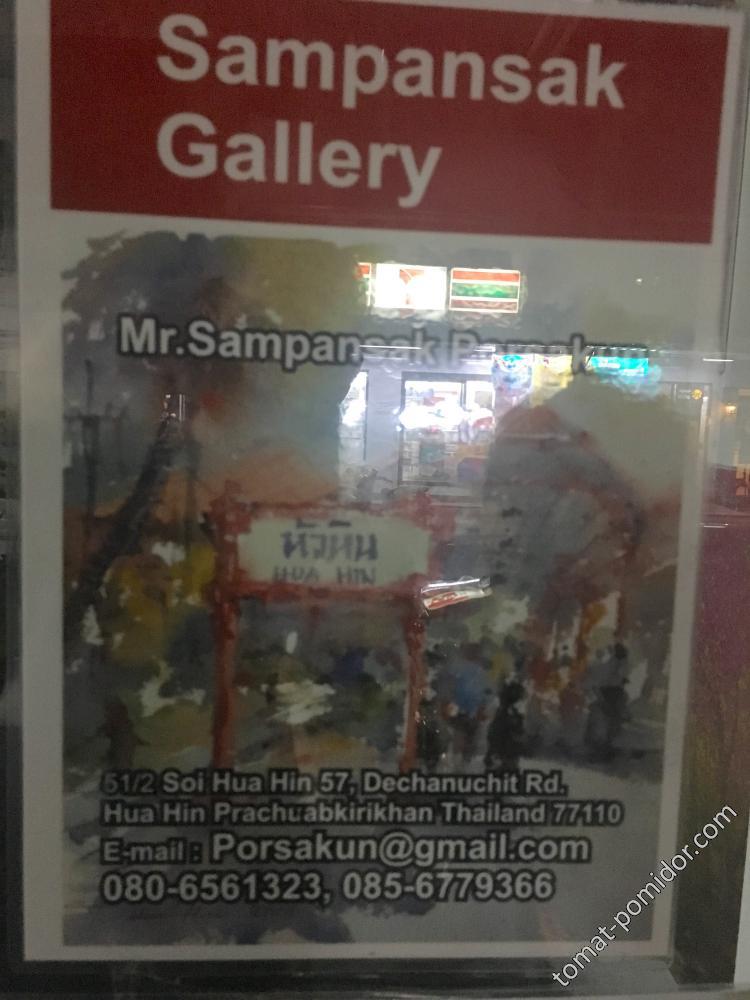 Sampansak
Gallery
Mr.Sampansak
หัวหิน
HUA HIN
51/2 Soi Hua Hin 57, Dechanuchit Rd.
Hua Hin Prachuabkirikhan Thailand 77110
E-mail : Porsakun@gmail.com
080-6561323, 085-6779366
tomat-pomidor.com